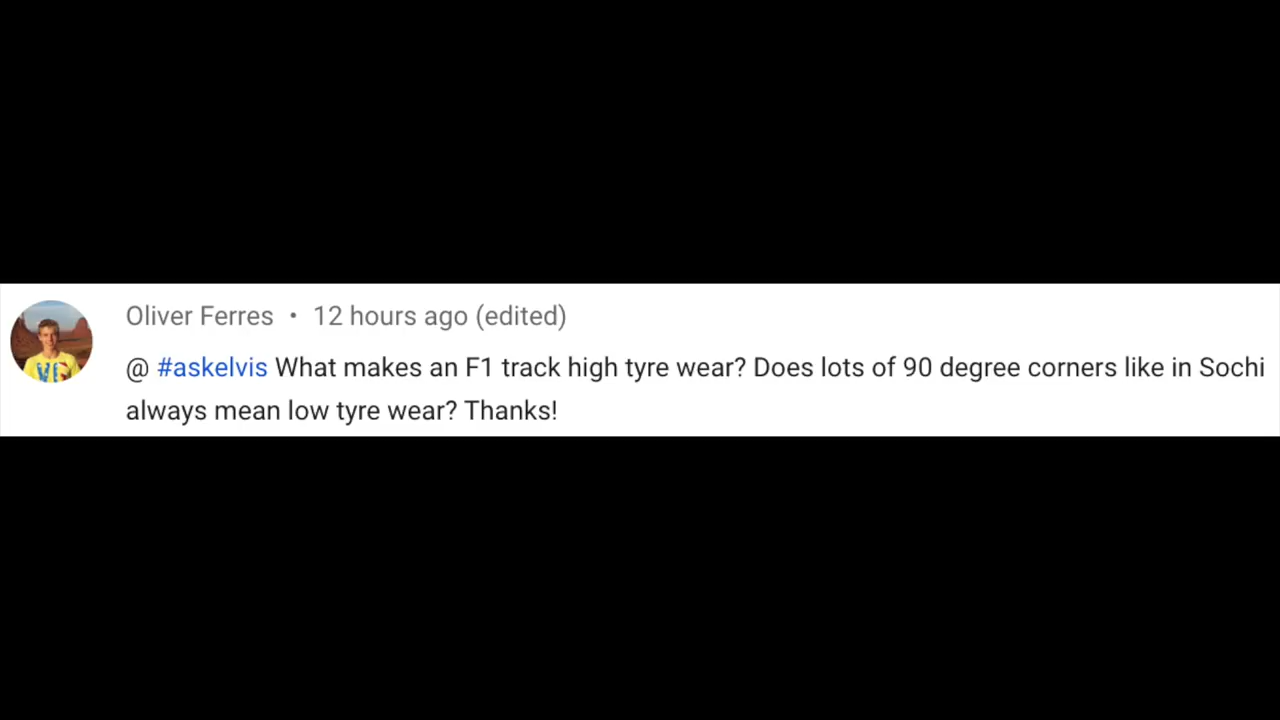 Oliver Ferres • 12 hours ago (edited)
@ #askelvis What makes an F1 track high tyre wear? Does lots of 90 degree corners like in Sochi
always mean low tyre wear? Thanks!